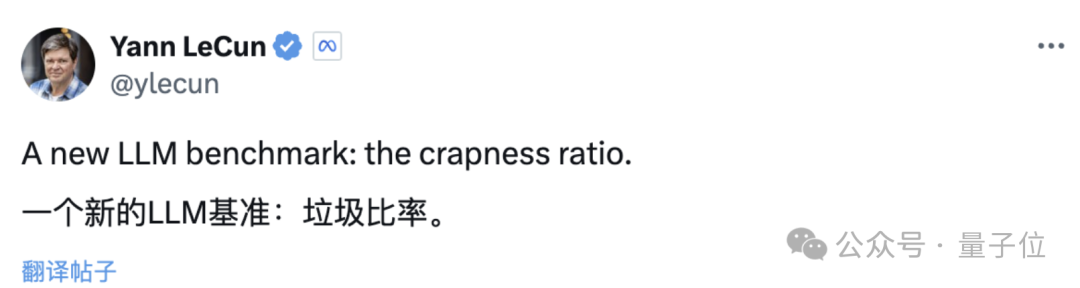 Yann LeCun
@ylecun
A new LLM benchmark: the crapness ratio.
一个新的LLM基准：垃圾比率。
公众号 · 量子位
翻译帖子